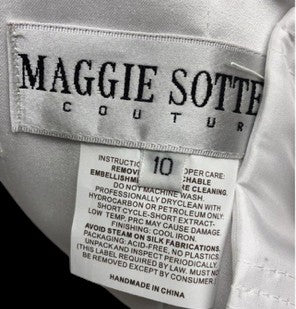 MAGGIE SOTTE
COUTUR
10
INSTRUCTIO PER CARE:
REMOV CHABLE
EMBELLISHM RE CLEANING.
DO NOT MACHINE WASH.
PROFESSIONALLY DRYCLEAN WITH
HYDROCARBON OR PETROLEUM ONLY.
SHORT CYCLE-SHORT EXTRACT-
LOW TEMP, PRC MAY CAUSE DAMAGE
FINISHING: COOL IRON.
AVOID STEAM ON SILK FABRICATIONS.
PACKAGING: ACID-FREE, NO PLASTICS
UNPACK AND INSPECT PERIODICALLY.
(THIS LABEL REQUIRED BY LAW. MUST N
BE REMOVED EXCEPT BY CONSUMER.
HANDMADE IN CHINA